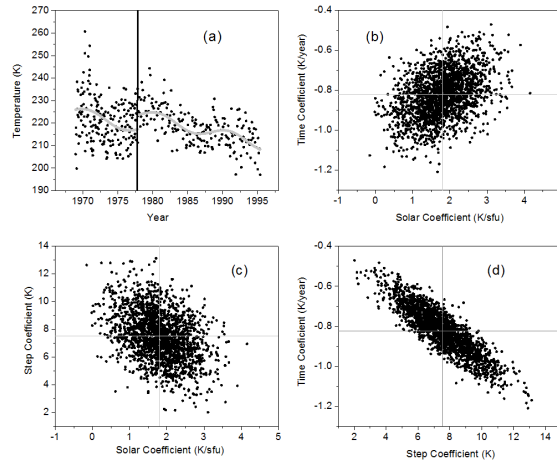 270
260
250
240
230
220
210
200
190
Temperature (K)
(a)
1970 1975 1980 1985 1990 1995
Year
-0.4
-0.6
-0.8
-1.0
-1.2
Time Coefficient (K/year)
(b)
-1 0 1 2 3 4 5
Solar Coefficient (K/sfu)
14
12
10
8
6
4
2
Step Coefficient (K)
(c)
-1 0 1 2 3 4 5
Solar Coefficient (K/sfu)
-0.4
-0.6
-0.8
-1.0
-1.2
Time Coeficient (K/year)
(d)
2 4 6 8 10 12 14
Step Coefficient (K)